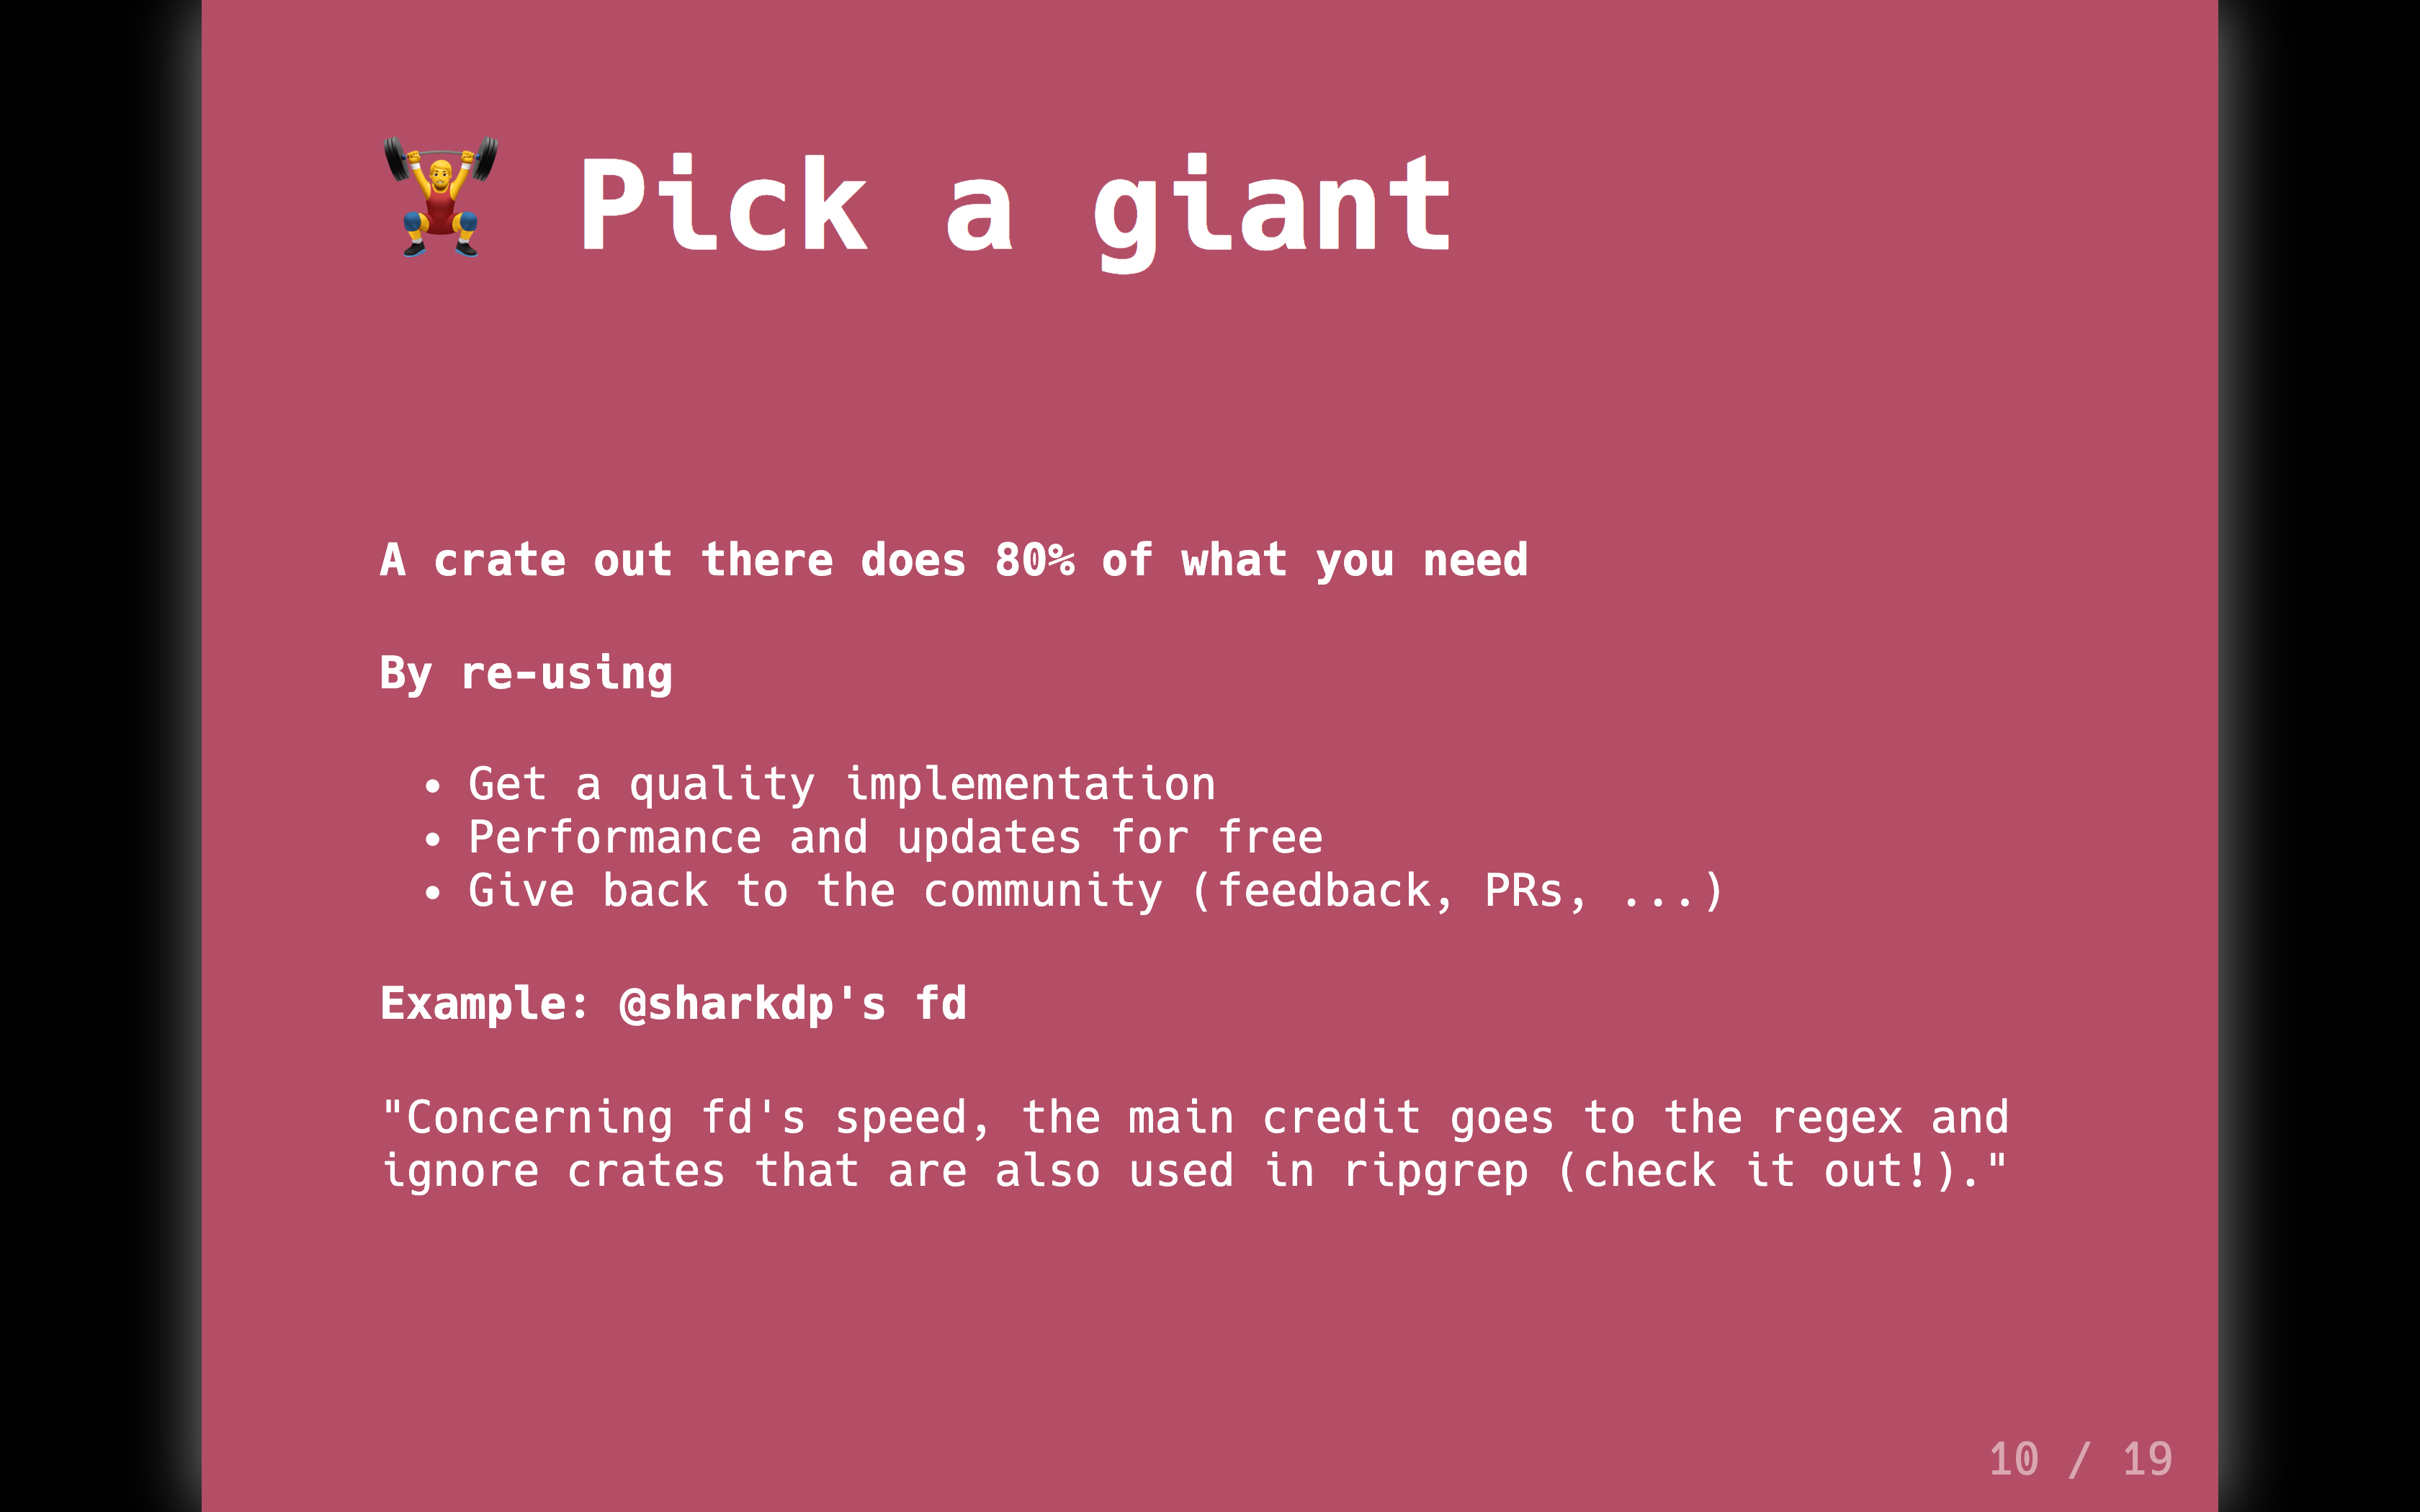 Pick a giant
A crate out there does 80% of what you need
By re-using
• Get a quality implementation
• Performance and updates for free
• Give back to the community (feedback, PRs, ...)
Example: @sharkdp's fd
"Concerning fd's speed, the main credit goes to the regex and
ignore crates that are also used in ripgrep (check it out!)."
10 / 19